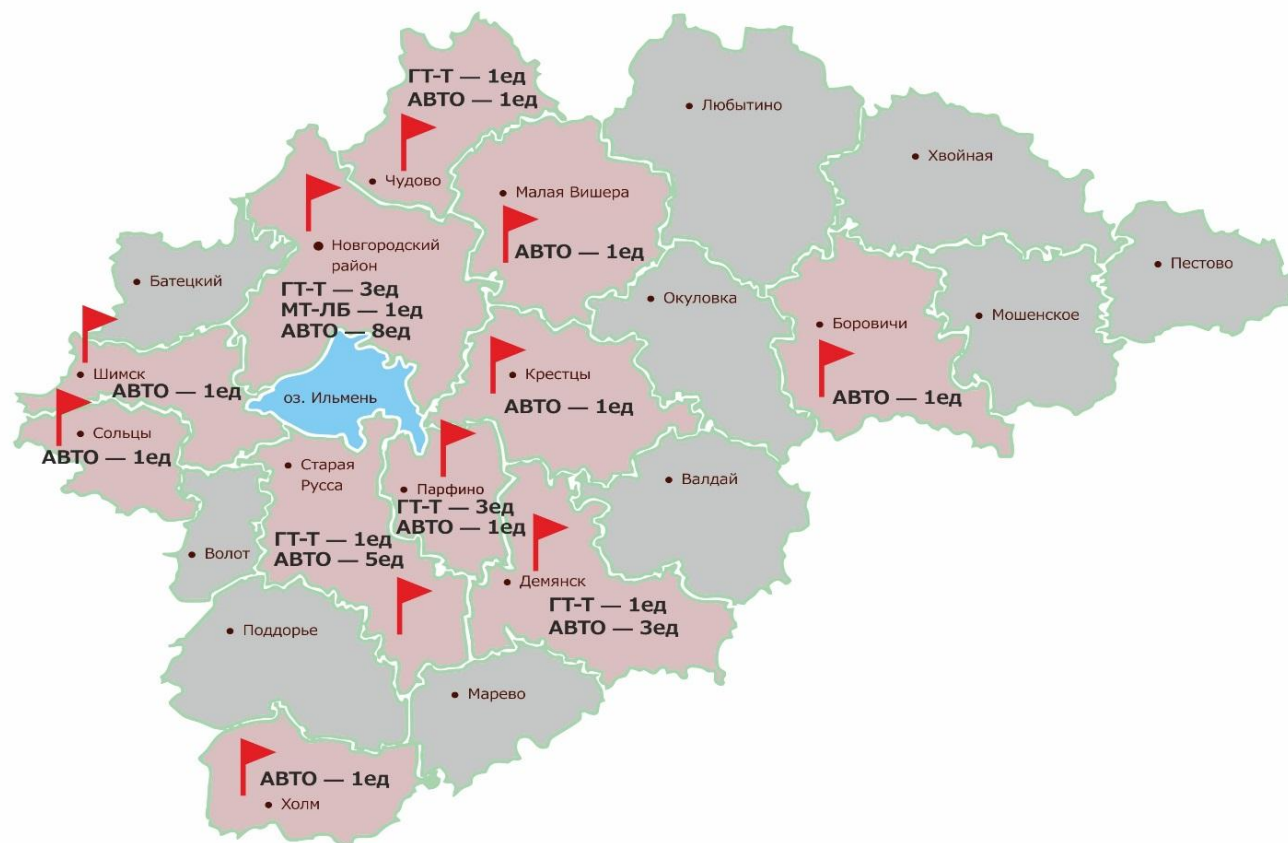 ГТ-Т — 1ед
АВТО — 1ед
Чудово
Любытино
Хвойная
Малая Вишера
АВТО — 1ед
Новгородский
район
ГТ-Т — 3ед
МТ-ЛБ — 1ед
АВТО — 8ед
Батецкий
Пестово
Окуловка
Мошенское
Боровичи
АВТО — 1ед
Шимск
АВТО — 1ед
оз. Ильмень
Крестцы
АВТО — 1ед
Сольцы
АВТО — 1ед
Старая
Русса
ГТ-Т — 1ед
АВТО — 5ед
Парфино
ГТ-Т — 3ед
АВТО — 1ед
Валдай
Волот
Демянск
ГТ-Т — 1ед
АВТО — 3ед
Поддорье
Марево
АВТО — 1ед
Холм